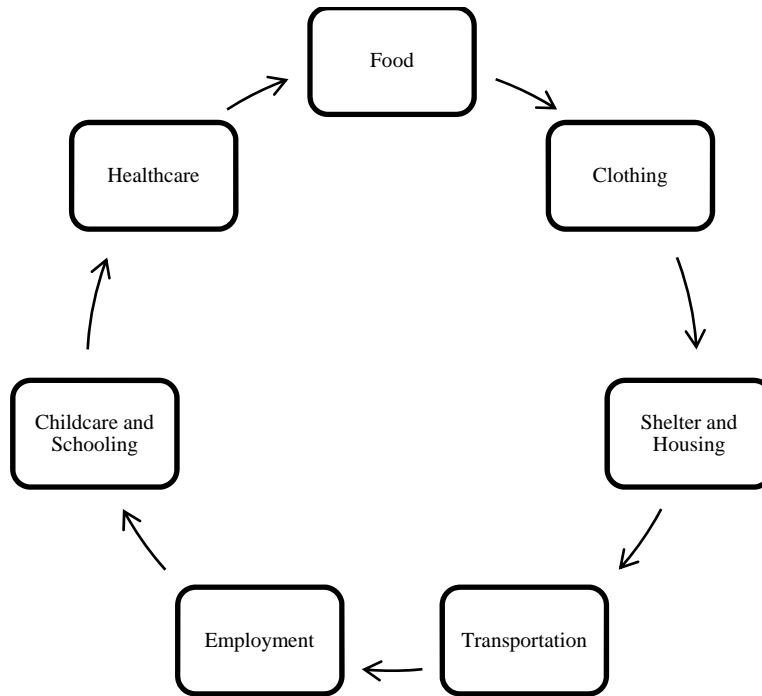 Food
Clothing
Shelter and
Housing
Transportation
Employment
Childcare and
Schooling
Healthcare